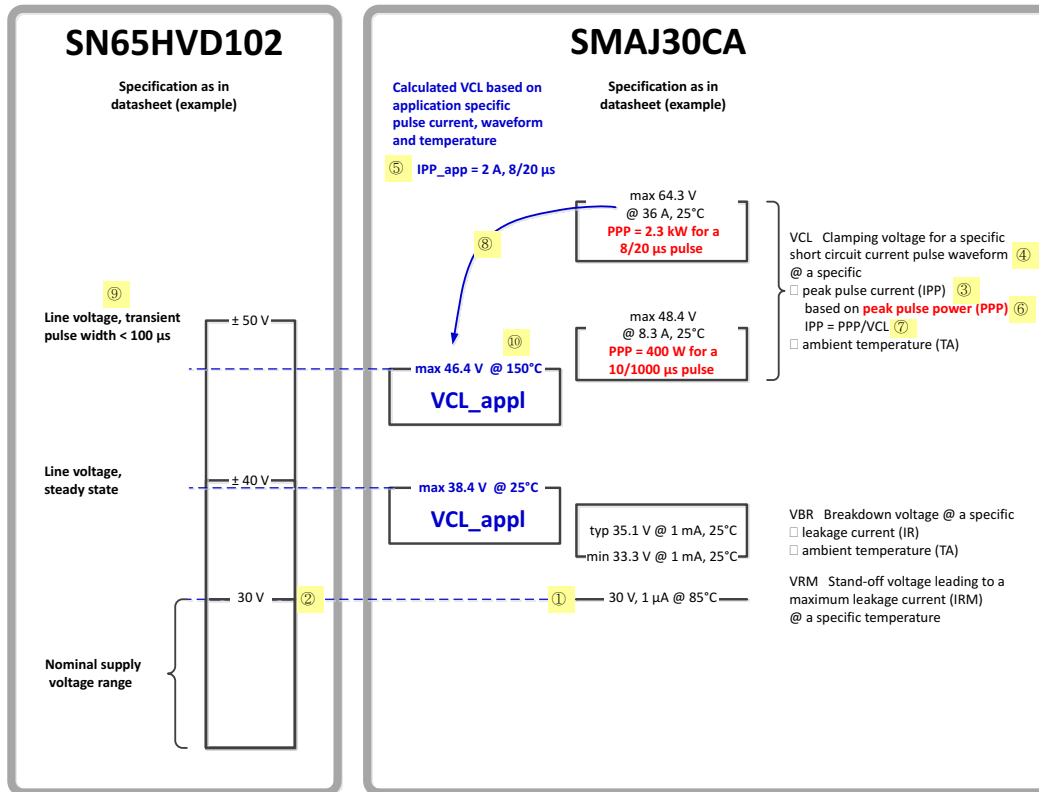 SN65HVD102
Specification as in
datasheet (example)
⑨
Line voltage, transient
pulse width < 100 µs
± 50 V
Line voltage,
steady state
± 40 V
30 V
②
Nominal supply
voltage range
SMAJ30CA
Calculated VCL based on
application specific
pulse current, waveform
and temperature
⑤ IPP_app = 2 A, 8/20 µs
Specification as in
datasheet (example)
max 64.3 V
@ 36 A, 25°C
PPP = 2.3 kW for a
8/20 µs pulse
⑧
max 48.4 V
@ 8.3 A, 25°C
PPP = 400 W for a
10/1000 µs pulse
⑩
max 46.4 V @ 150°C
VCL_appl
max 38.4 V @ 25°C
VCL_appl
typ 35.1 V @ 1 mA, 25°C
min 33.3 V @ 1 mA, 25°C
① 30 V, 1 µA @ 85°C
VCL Clamping voltage for a specific
short circuit current pulse waveform ④
@ a specific
□ peak pulse current (IPP) ③
based on peak pulse power (PPP) ⑥
IPP = PPP/VCL ⑦
□ ambient temperature (TA)
VBR Breakdown voltage @ a specific
□ leakage current (IR)
□ ambient temperature (TA)
VRM Stand-off voltage leading to a
maximum leakage current (IRM)
@ a specific temperature